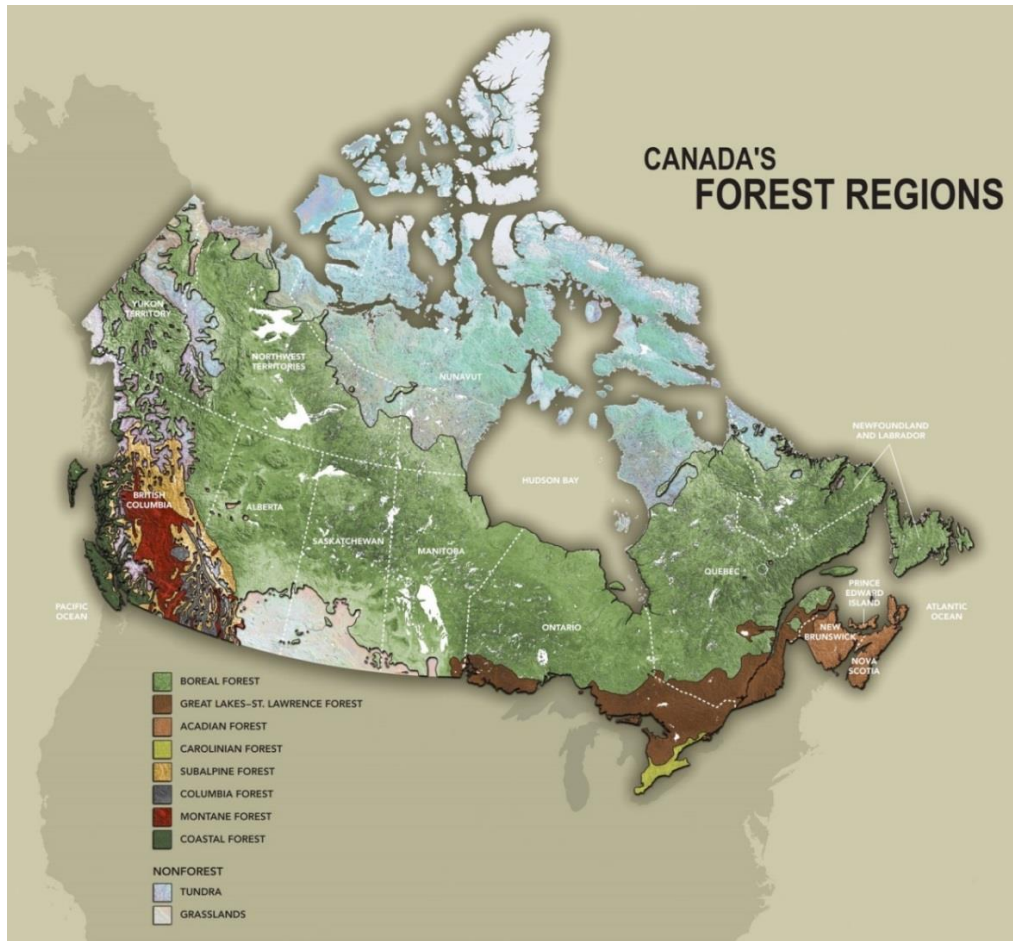 CANADA'S
FOREST REGIONS
YUKON
TERRITORY
NORTHWEST
TERRITORIES
NUNAVUT
NEWFOUNDLAND
AND LABRADOR
HUDSON BAY
BRITISH
COLUMBIA
ALBERTA
SASKATCHEWAN
MANITOBA
QUEBEC
ONTARIO
PACIFIC
OCEAN
PRINCE
EDWARD
ISLAND
ATLANTIC
OCEAN
NEW
BRUNSWICK
NOVA
SCOTIA
BOREAL FOREST
GREAT LAKES–ST. LAWRENCE FOREST
ACADIAN FOREST
CAROLINIAN FOREST
SUBALPINE FOREST
COLUMBIA FOREST
MONTANE FOREST
COASTAL FOREST
NONFOREST
TUNDRA
GRASSLANDS